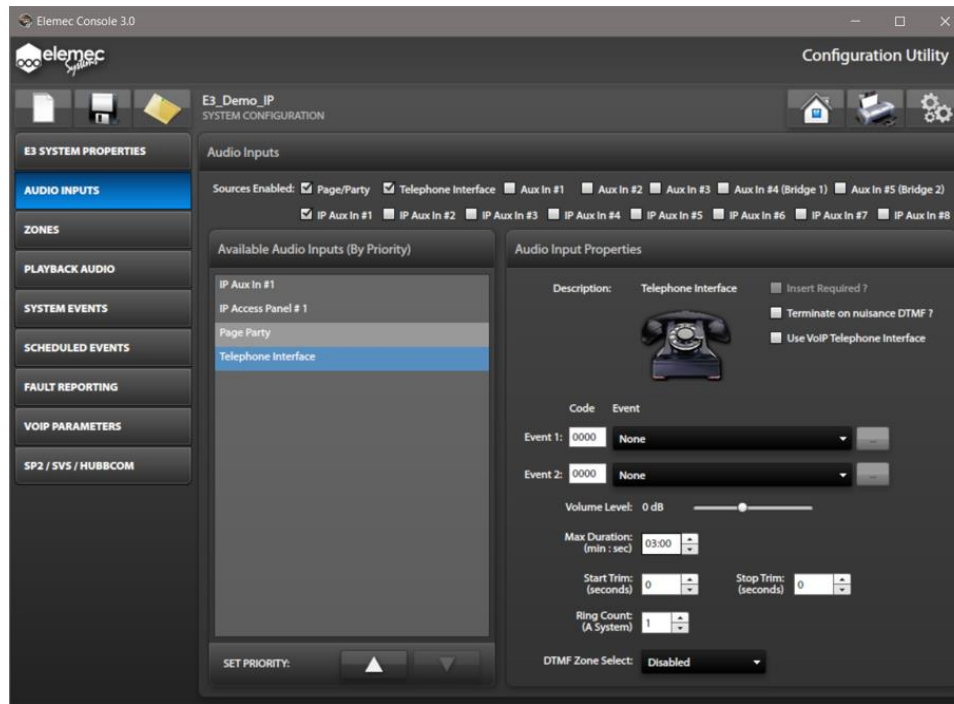 Elemec Console 3.0
elemec
Systems
Configuration Utility
E3_Demo_IP
SYSTEM CONFIGURATION
E3 SYSTEM PROPERTIES
AUDIO INPUTS
ZONES
PLAYBACK AUDIO
SYSTEM EVENTS
SCHEDULED EVENTS
FAULT REPORTING
VOIP PARAMETERS
SP2 / SVS / HUBBCOM
Audio Inputs
Sources Enabled: Page/Party Telephone Interface Aux In #1 Aux In #2 Aux In #3 Aux In #4 (Bridge 1) Aux In #5 (Bridge 2)
IP Aux In #1 IP Aux In #2 IP Aux In #3 IP Aux In #4 IP Aux In #5 IP Aux In #6 IP Aux In #7 IP Aux In #8
Available Audio Inputs (By Priority)
IP Aux In #1
IP Access Panel # 1
Page Party
Telephone Interface
SET PRIORITY:
Audio Input Properties
Description: Telephone Interface
Insert Required ?
Terminate on nuisance DTMF ?
Use VoIP Telephone Interface
Code Event
Event 1: 0000 None ...
Event 2: 0000 None ...
Volume Level: 0 dB
Max Duration:
(min : sec) 03:00
Start Trim:
(seconds) 0
Stop Trim:
(seconds) 0
Ring Count:
(A System) 1
DTMF Zone Select: Disabled